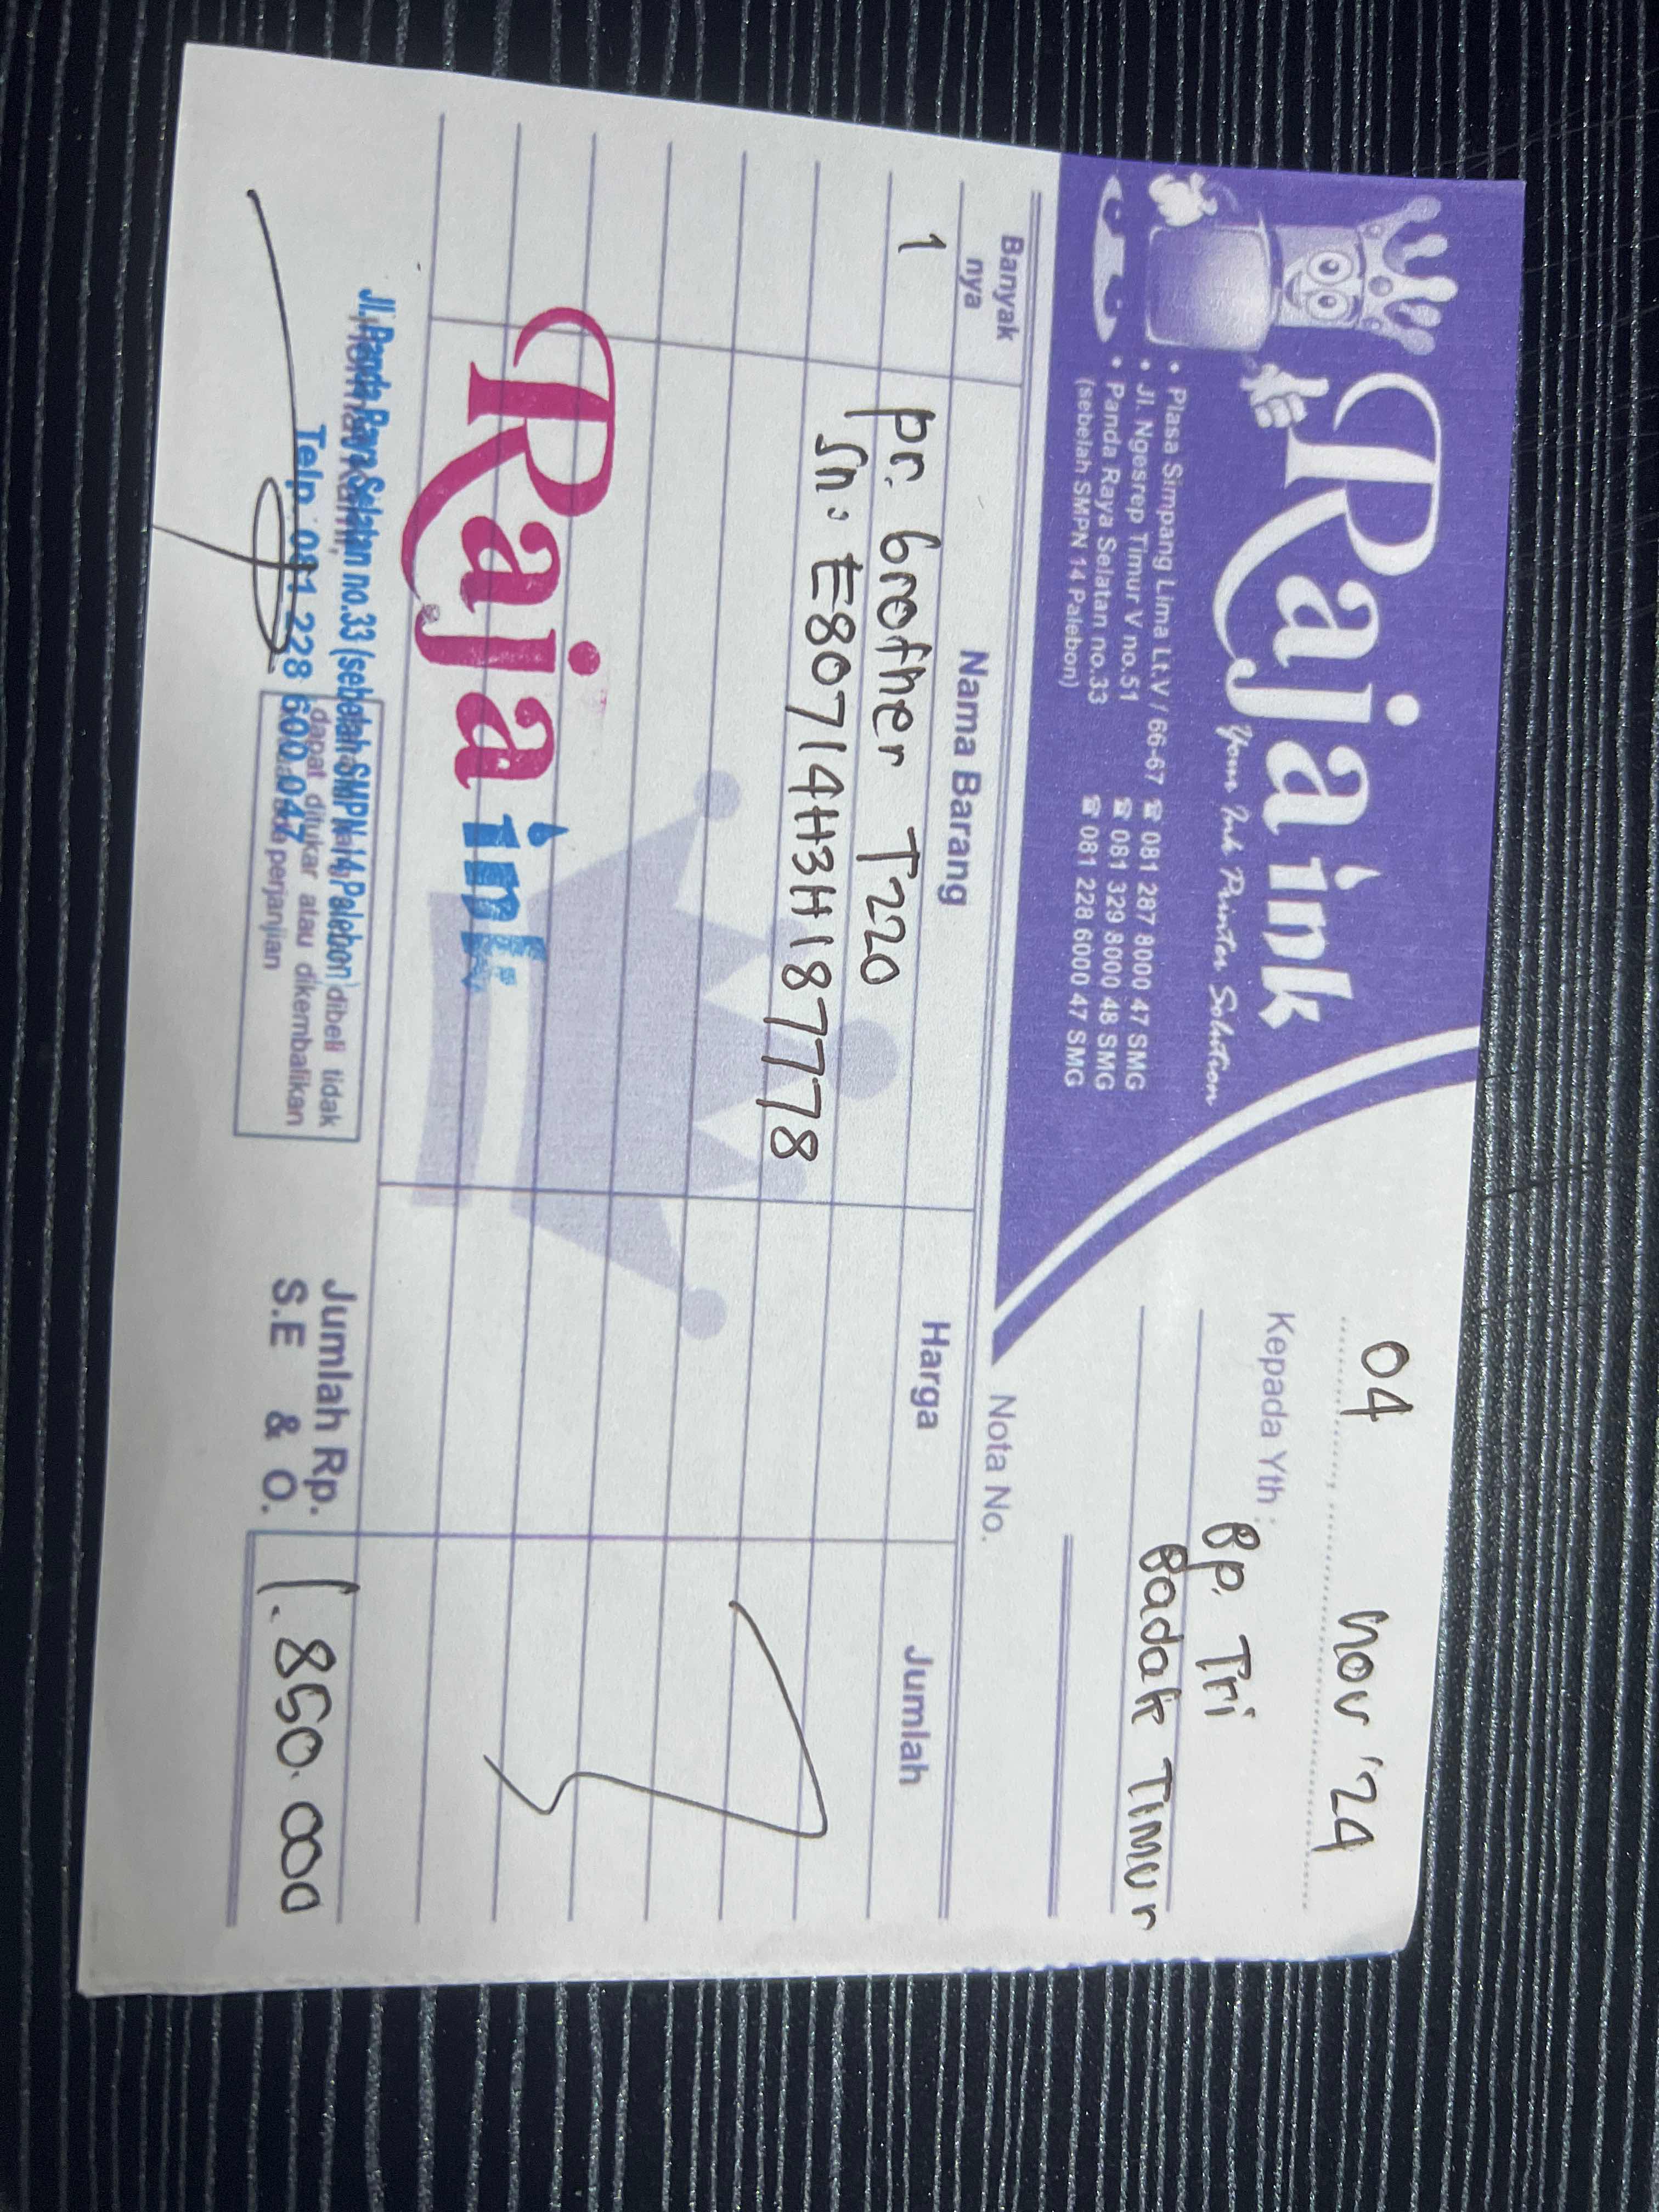 Raja ink
Your Ink Printer Solution
• Plasa Simpang Lima Lt.V / 66-67 ☎ 081 287 8000 47 SMG
• Jl. Ngesrep Timur V no.51 ☎ 081 329 8000 48 SMG
• Panda Raya Selatan no.33 ☎ 081 228 6000 47 SMG
(sebelah SMPN 14 Palebon)
04 Nov '24
Kepada Yth :
Bp. Tri
Badak Timur
Nota No.
Banyak nya Nama Barang Harga Jumlah
1 Pr. brother T220
Sn : E80714H3H187778
Raja ink
Jl. Panda Raya Selatan no.33 (sebelah SMPN 14 Palebon)
Telp. 081 228 600 047
dibeli tidak
dapat ditukar atau dikembalikan
perjanjian
Jumlah Rp. 1.850.000
S.E & O.